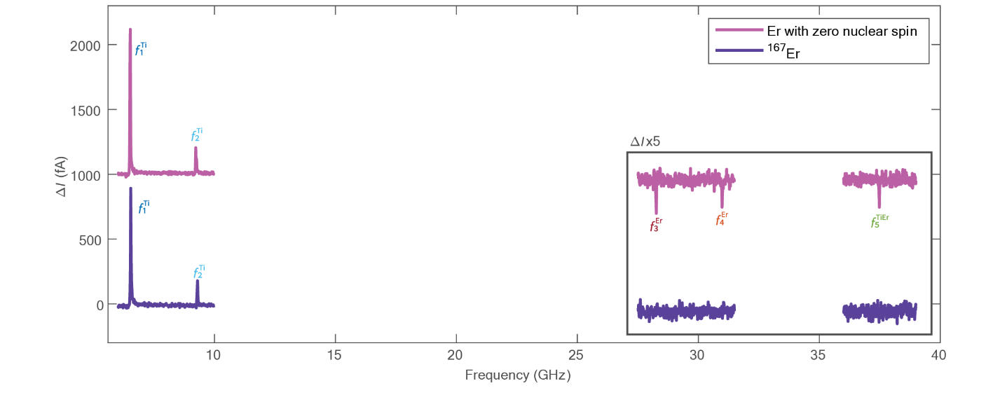 Er with zero nuclear spin
167Er
2000
1500
1000
500
0
ΔI (fA)
f1Ti
f2Ti
f1Ti
f2Ti
ΔI x5
f3Er
f4Er
f5TiEr
10
15
20
25
30
35
40
Frequency (GHz)